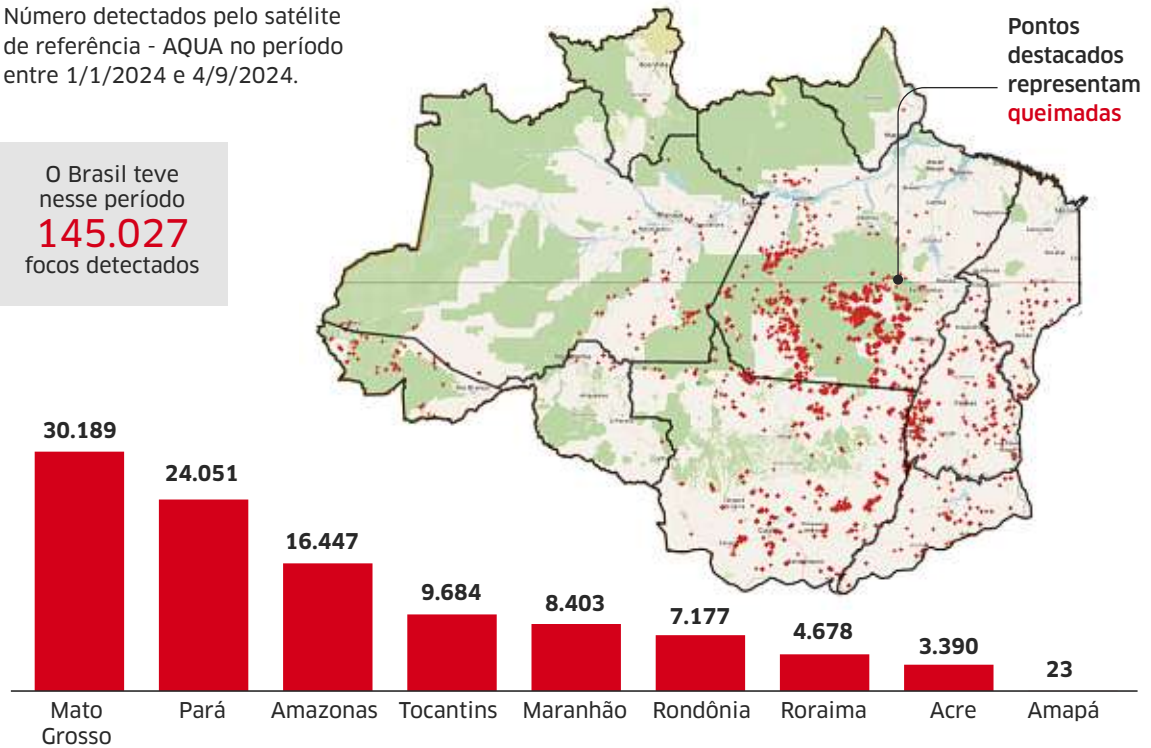 Número detectados pelo satélite
de referência - AQUA no período
entre 1/1/2024 e 4/9/2024.
Pontos
destacados
representam
queimadas
O Brasil teve
nesse período
145.027
focos detectados
30.189
24.051
16.447
9.684
8.403
7.177
4.678
3.390
23
Mato
Grosso
Pará
Amazonas
Tocantins
Maranhão
Rondônia
Roraima
Acre
Amapá